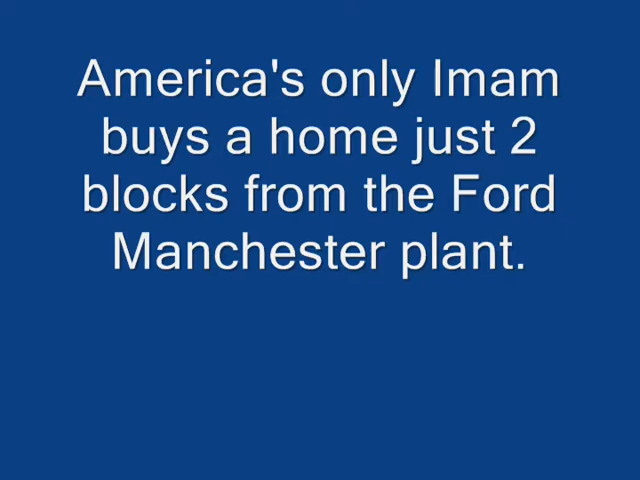 America's only Imam
buys a home just 2
blocks from the Ford
Manchester plant.